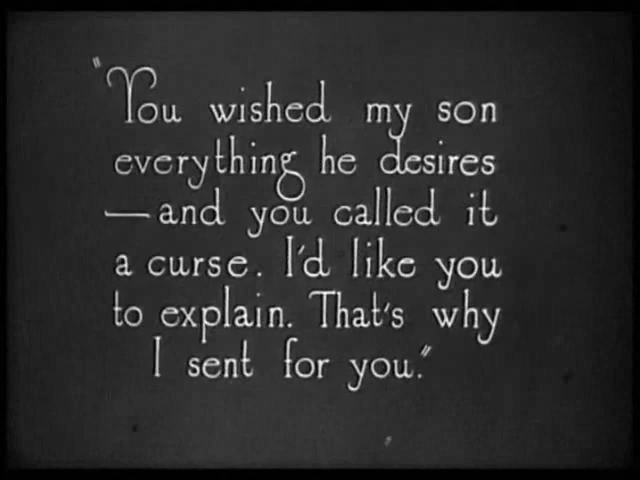 "You wished my son
everything he desires
—and you called it
a curse. I'd like you
to explain. That's why
I sent for you."